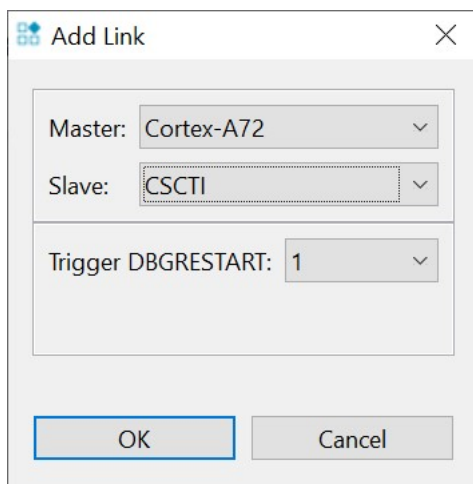 Add Link
Master: Cortex-A72
Slave: CSCTI
Trigger DBGRESTART: 1
OK Cancel